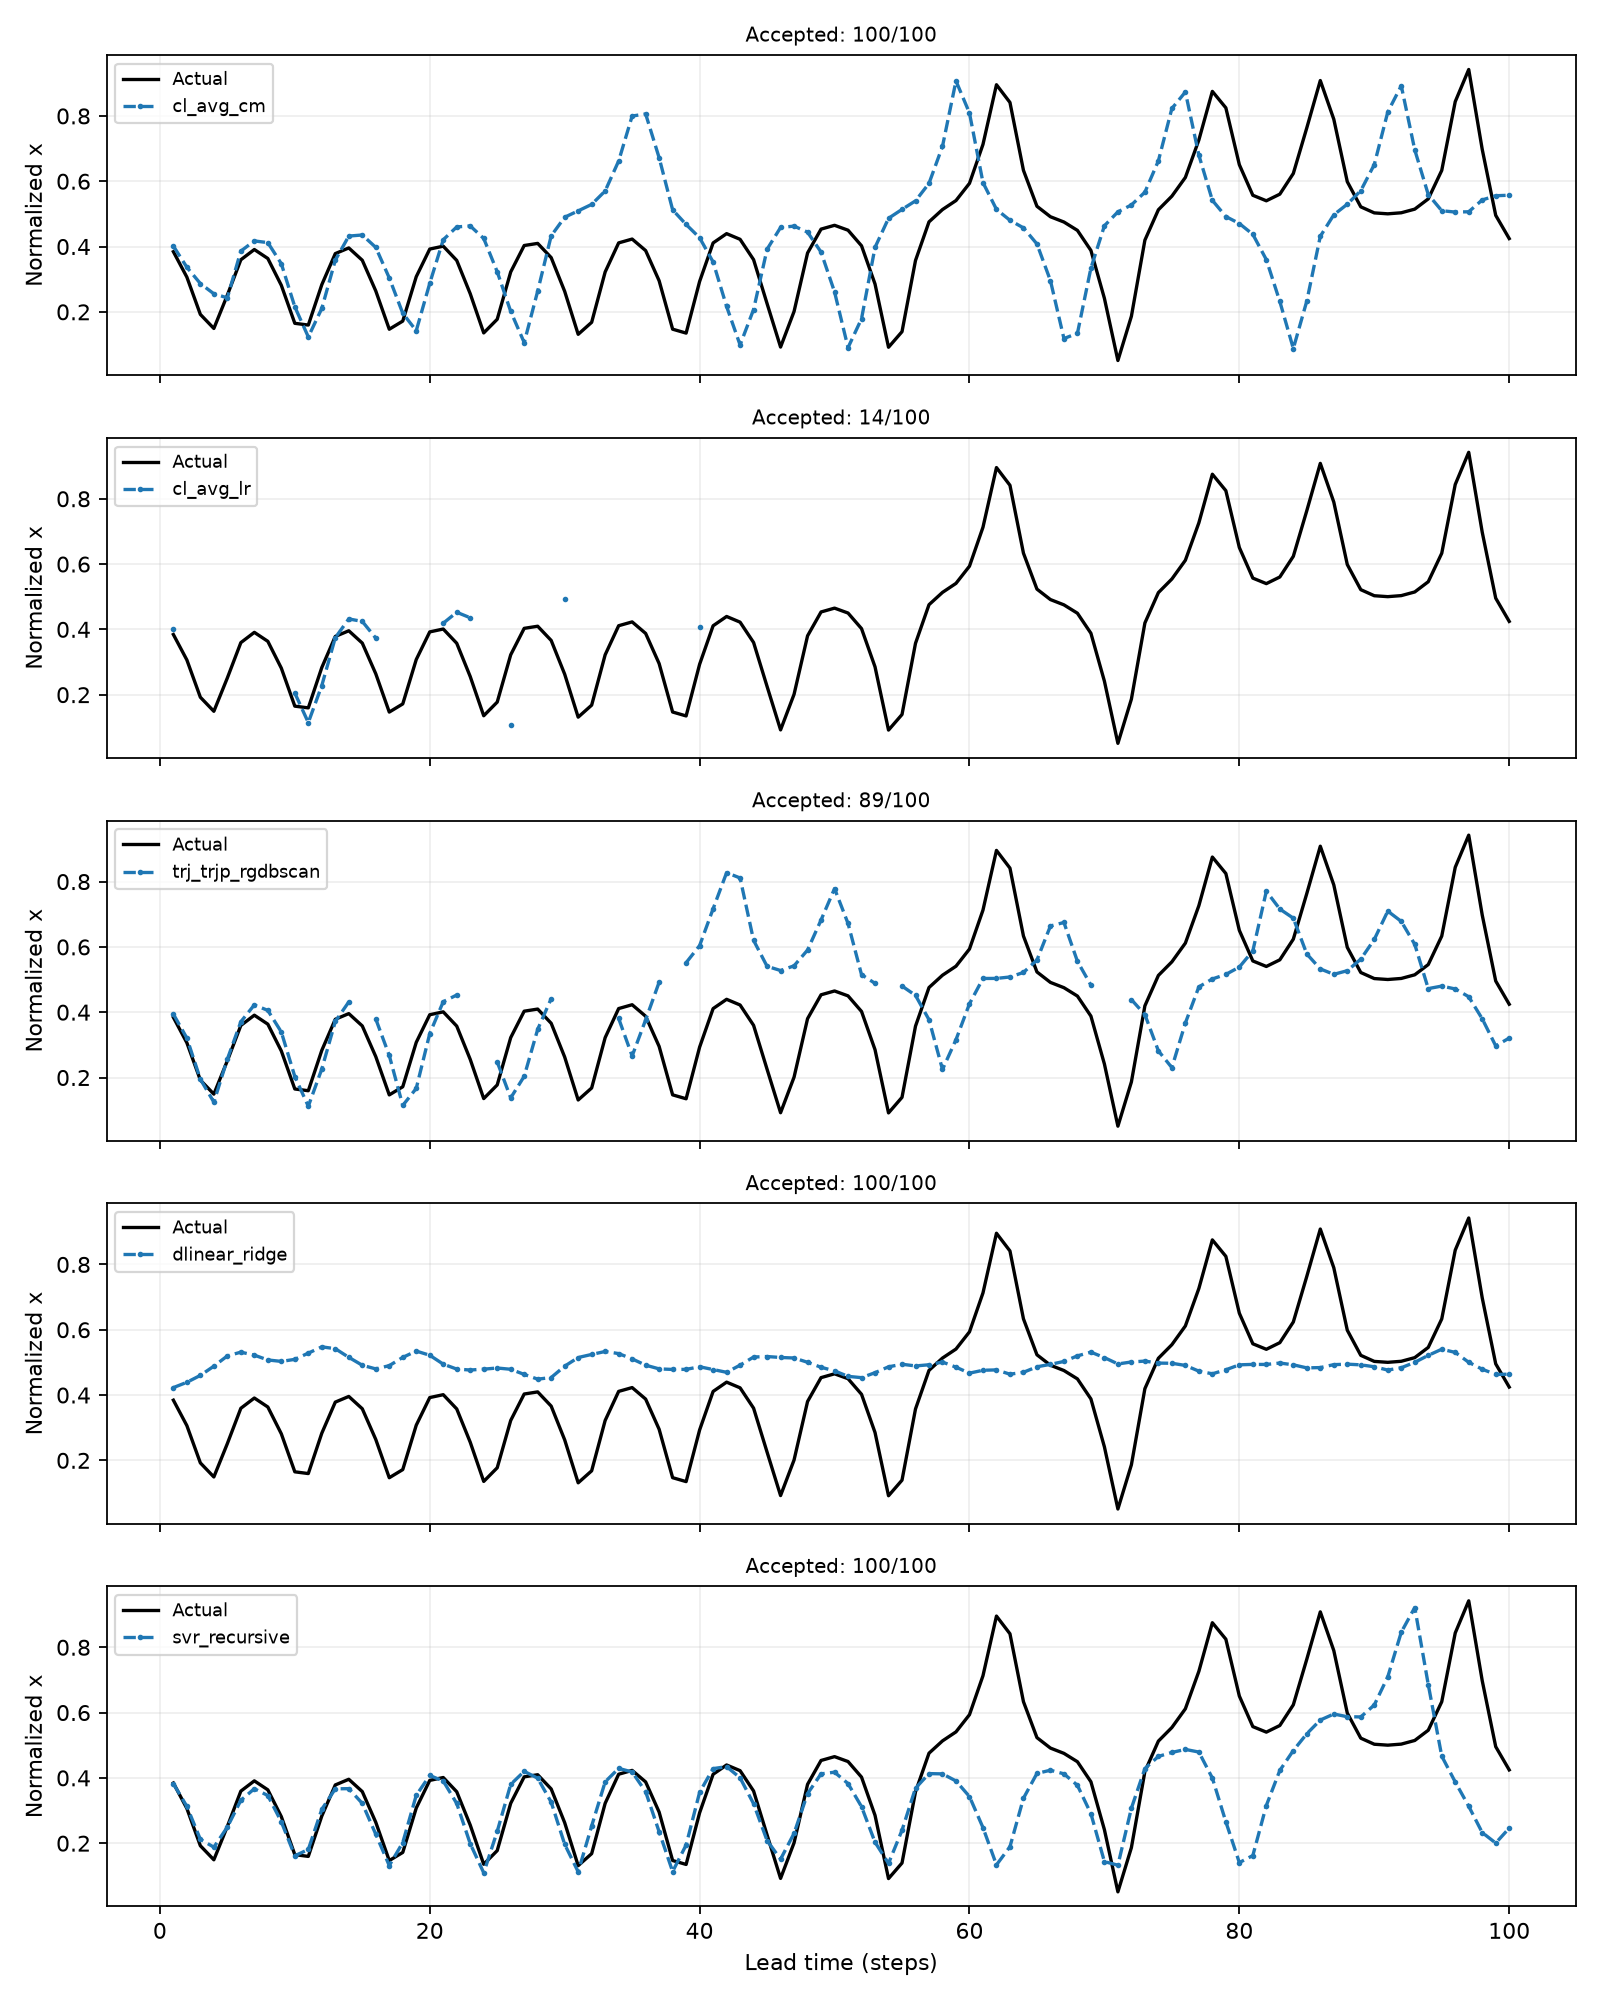 Accepted: 100/100
Normalized x
0.8
0.6
0.4
0.2
Actual
cl_avg_cm
Accepted: 14/100
Normalized x
0.8
0.6
0.4
0.2
Actual
cl_avg_lr
Accepted: 89/100
Normalized x
0.8
0.6
0.4
0.2
Actual
trj_trjp_rgdbscan
Accepted: 100/100
Normalized x
0.8
0.6
0.4
0.2
Actual
dlinear_ridge
Accepted: 100/100
Normalized x
0.8
0.6
0.4
0.2
Actual
svr_recursive
0 20 40 60 80 100
Lead time (steps)